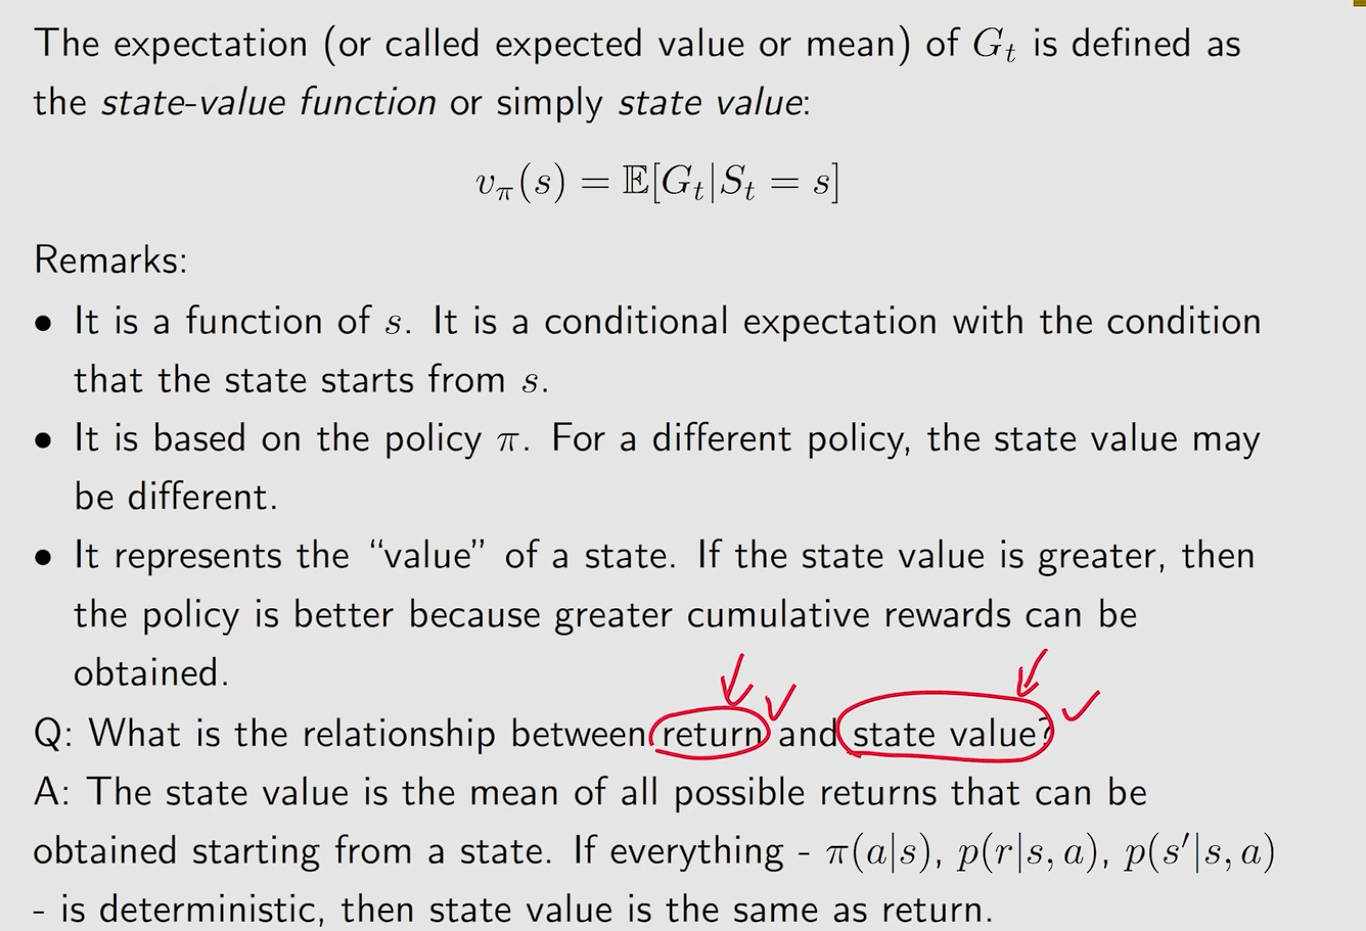 The expectation (or called expected value or mean) of $G_t$ is defined as
the state-value function or simply state value:
$v_\pi(s) = \mathbb{E}[G_t|S_t = s]$
Remarks:
• It is a function of $s$. It is a conditional expectation with the condition
that the state starts from $s$.
• It is based on the policy $\pi$. For a different policy, the state value may
be different.
• It represents the “value” of a state. If the state value is greater, then
the policy is better because greater cumulative rewards can be
obtained.
Q: What is the relationship between return and state value?
A: The state value is the mean of all possible returns that can be
obtained starting from a state. If everything - $\pi(a|s)$, $p(r|s, a)$, $p(s'|s, a)$
- is deterministic, then state value is the same as return.